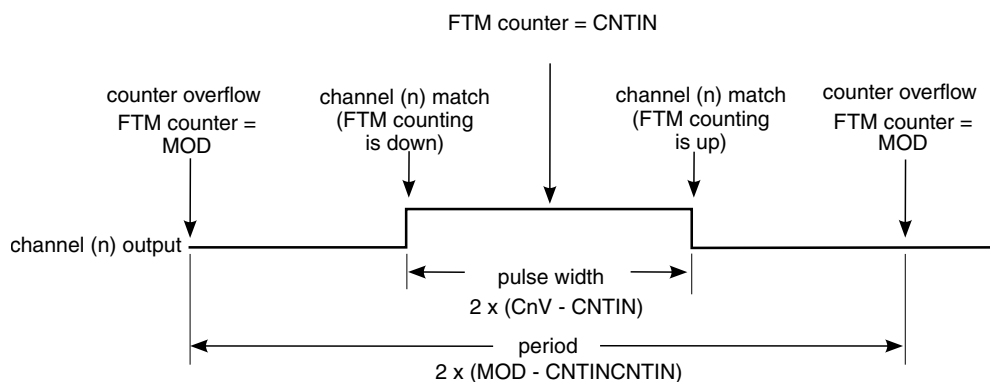 FTM counter = CNTIN
counter overflow
FTM counter =
MOD
channel (n) match
(FTM counting
is down)
channel (n) match
(FTM counting
is up)
counter overflow
FTM counter =
MOD
channel (n) output
pulse width
2 x (CnV - CNTIN)
period
2 x (MOD - CNTINCNTIN)